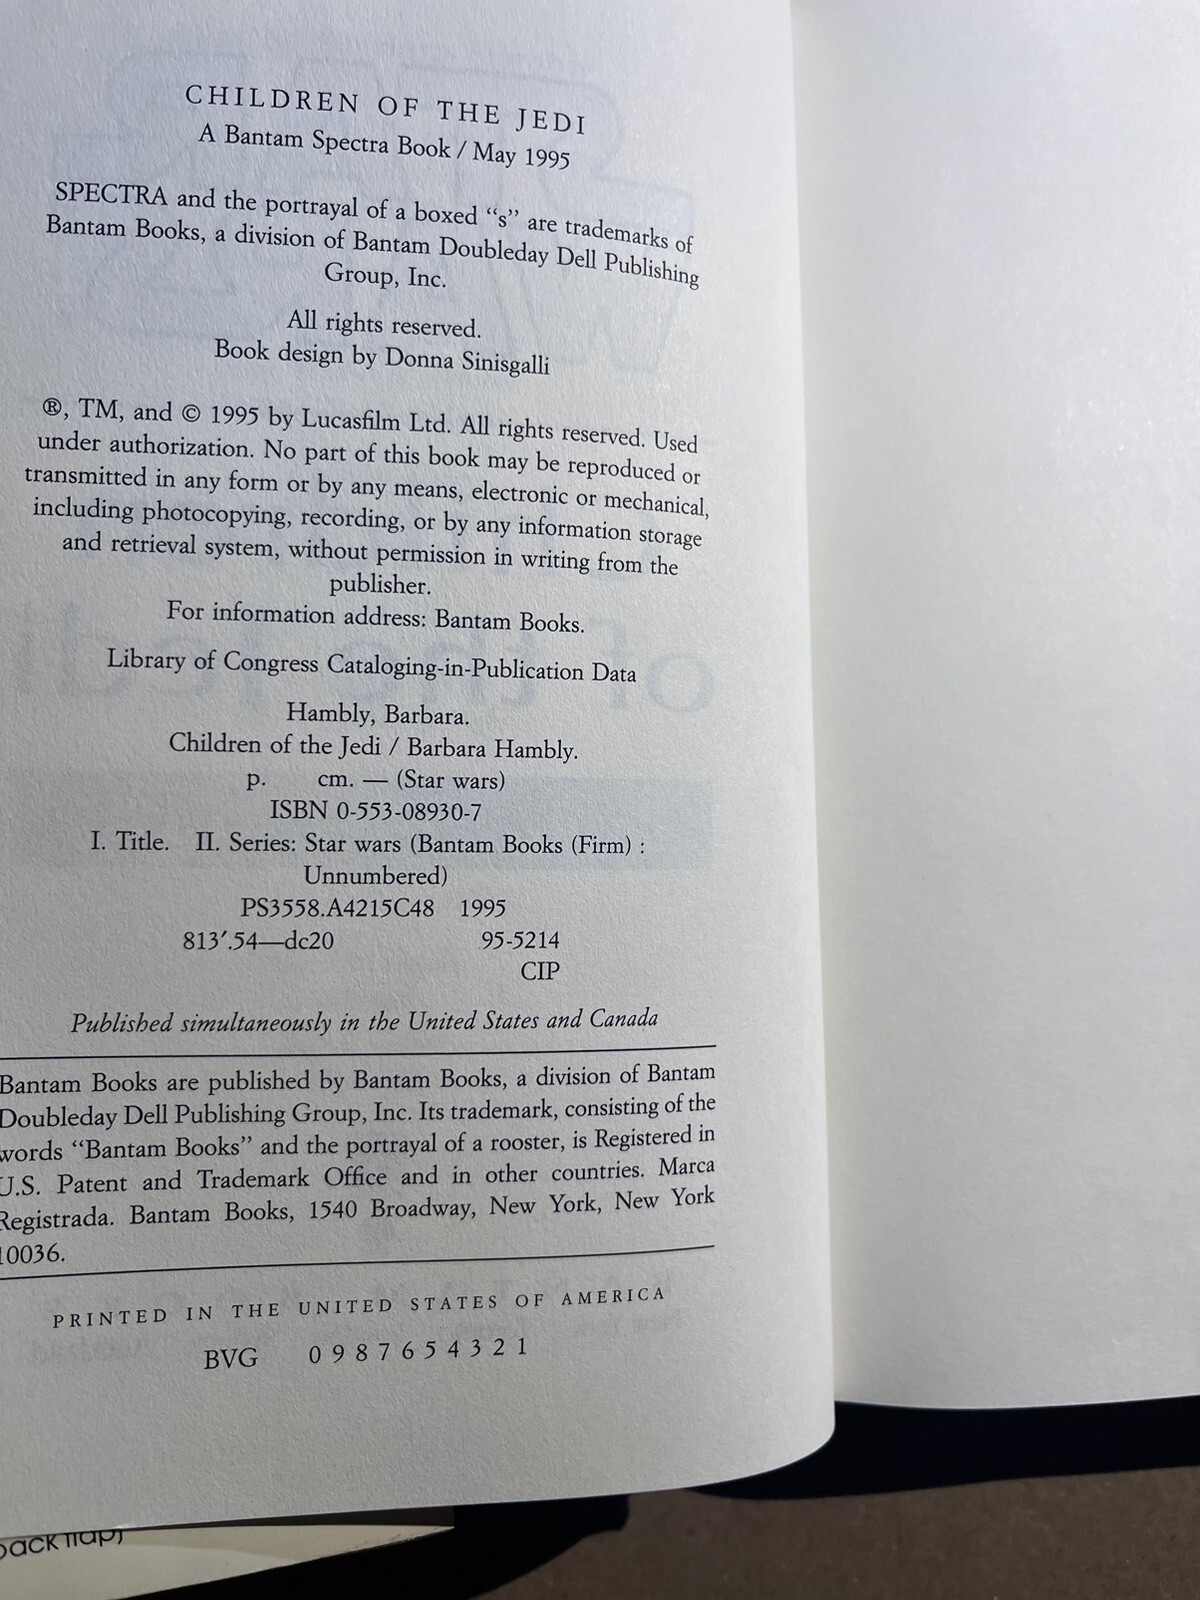 CHILDREN OF THE JEDI
A Bantam Spectra Book / May 1995
SPECTRA and the portrayal of a boxed “s” are trademarks of
Bantam Books, a division of Bantam Doubleday Dell Publishing
Group, Inc.
All rights reserved.
Book design by Donna Sinisgalli
®, TM, and © 1995 by Lucasfilm Ltd. All rights reserved. Used
under authorization. No part of this book may be reproduced or
transmitted in any form or by any means, electronic or mechanical,
including photocopying, recording, or by any information storage
and retrieval system, without permission in writing from the
publisher.
For information address: Bantam Books.
Library of Congress Cataloging-in-Publication Data
Hambly, Barbara.
Children of the Jedi / Barbara Hambly.
p. cm. — (Star wars)
ISBN 0-553-08930-7
I. Title. II. Series: Star wars (Bantam Books (Firm) :
Unnumbered)
PS3558.A4215C48 1995
813′.54—dc20 95-5214
CIP
Published simultaneously in the United States and Canada
Bantam Books are published by Bantam Books, a division of Bantam
Doubleday Dell Publishing Group, Inc. Its trademark, consisting of the
words “Bantam Books” and the portrayal of a rooster, is Registered in
U.S. Patent and Trademark Office and in other countries. Marca
Registrada. Bantam Books, 1540 Broadway, New York, New York
10036.
PRINTED IN THE UNITED STATES OF AMERICA
BVG 0 9 8 7 6 5 4 3 2 1
back flap)